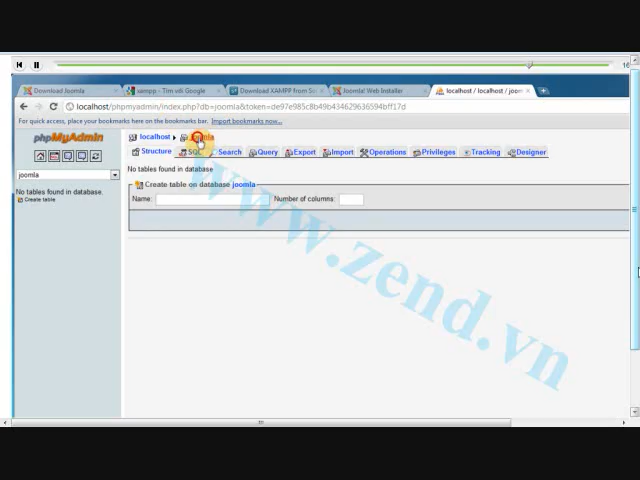 16
Download Joomla
xampp - Tìm với Google
Download XAMPP from So
Joomla! Web Installer
localhost / localhost / joom
localhost/phpmyadmin/index.php?db=joomla&token=de97e985c8b49b434629636594bff17d
For quick access, place your bookmarks here on the bookmarks bar. Import bookmarks now...
phpMyAdmin
localhost
joomla
Structure SQL Search Query Export Import Operations Privileges Tracking Designer
joomla
No tables found in database.
Create table
No tables found in database
Create table on database joomla
Name: Number of columns:
www.zend.vn